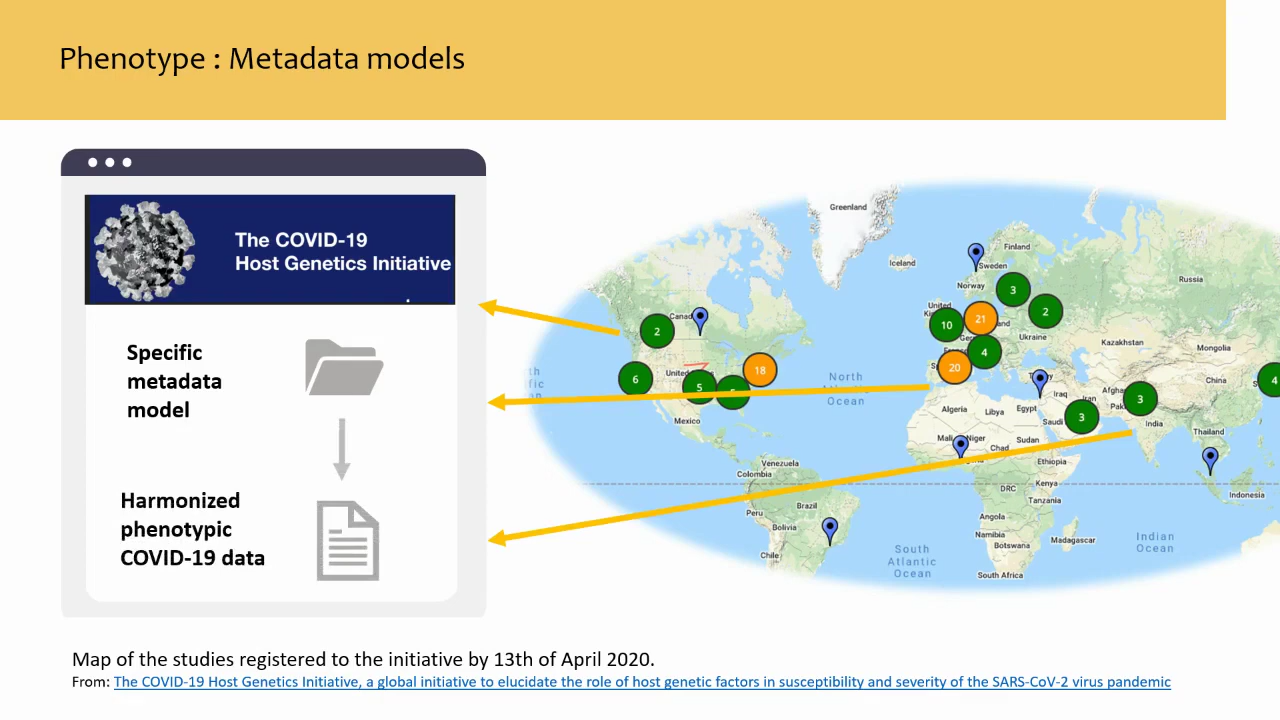 Phenotype : Metadata models
The COVID-19
Host Genetics Initiative
Specific
metadata
model
Harmonized
phenotypic
COVID-19 data
Greenland
Iceland
Finland
Sweden
Norway
Russia
United
3
2
10
21
4
20
Ukraine
Kazakhstan
Mongolia
China
4
Canada
2
6
5
18
North
Atlantic
Ocean
Mexico
Algeria
Libya
Egypt
Iraq
Iran
Saudi
3
3
India
Thailand
Mali
Niger
Chad
Sudan
Ethiopia
Venezuela
Colombia
Peru
Brazil
Bolivia
Chile
DRC
Kenya
Tanzania
Angola
Namibia
Botswana
Madagascar
South Africa
Indonesia
South
Atlantic
Ocean
Indian
Ocean
Map of the studies registered to the initiative by 13th of April 2020.
From: The COVID-19 Host Genetics Initiative, a global initiative to elucidate the role of host genetic factors in susceptibility and severity of the SARS-CoV-2 virus pandemic